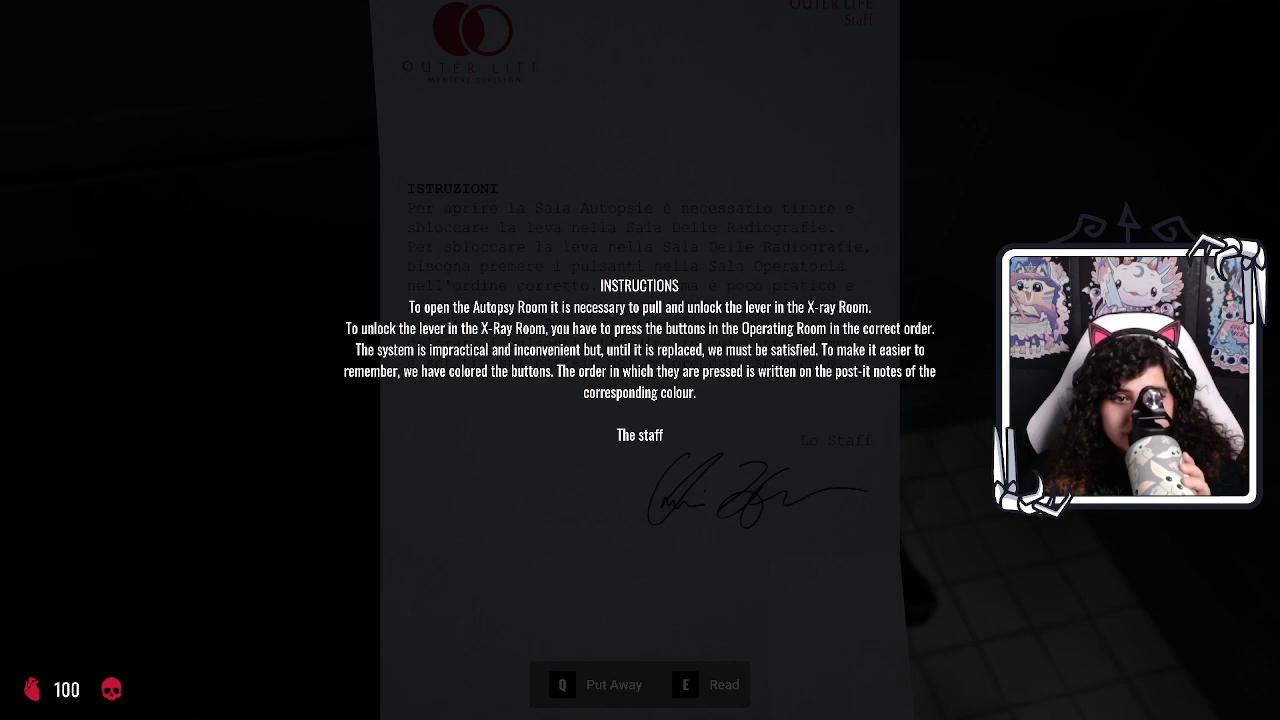 OUTER LIFE
Staff
OUTER LIFE
MEDICAL DIVISION
ISTRUZIONI
Per aprire la Sala Autopsie è necessario tirare e
sbloccare la leva nella Sala Delle Radiografie.
Per sbloccare la leva nella Sala Delle Radiografie,
bisogna premere i pulsanti nella Sala Operatoria
nell'ordine corretto. è poco pratico e
INSTRUCTIONS
To open the Autopsy Room it is necessary to pull and unlock the lever in the X-ray Room.
To unlock the lever in the X-Ray Room, you have to press the buttons in the Operating Room in the correct order.
The system is impractical and inconvenient but, until it is replaced, we must be satisfied. To make it easier to
remember, we have colored the buttons. The order in which they are pressed is written on the post-it notes of the
corresponding colour.
The staff
Lo Staff
Q Put Away E Read
100